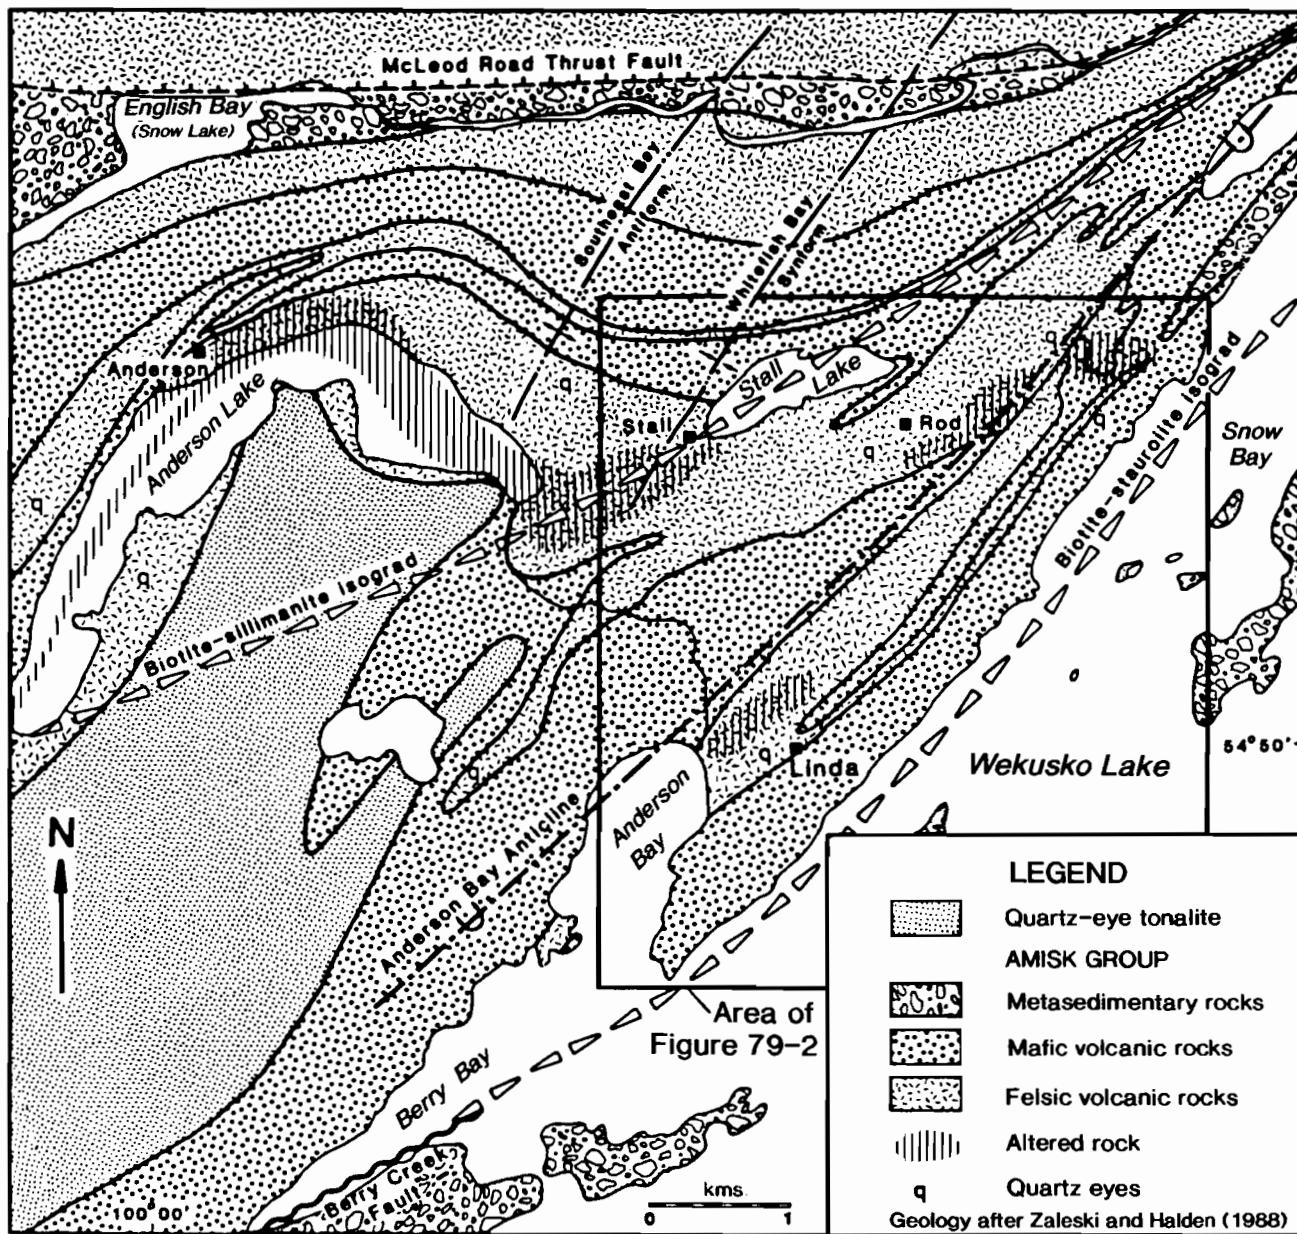 McLeod Road Thrust Fault
English Bay
(Snow Lake)
Southegat Bay
Antiform
Whitefish Bay
Synform
Anderson
Anderson Lake
q
Stall
Lake
Stall
q
Rod
q
q
q
Snow
Bay
Biotite-staurolite isograd
q
q
Biotite-sillimanite isograd
54°50'
q
Linda
q
Wekusko Lake
Anderson
Bay
N
Anderson Bay Anticline
Area of
Figure 79-2
Berry Bay
Berry Creek
Fault
100°00
kms.
0 1
LEGEND
Quartz-eye tonalite
AMISK GROUP
Metasedimentary rocks
Mafic volcanic rocks
Felsic volcanic rocks
Altered rock
q Quartz eyes
Geology after Zaleski and Halden (1988)